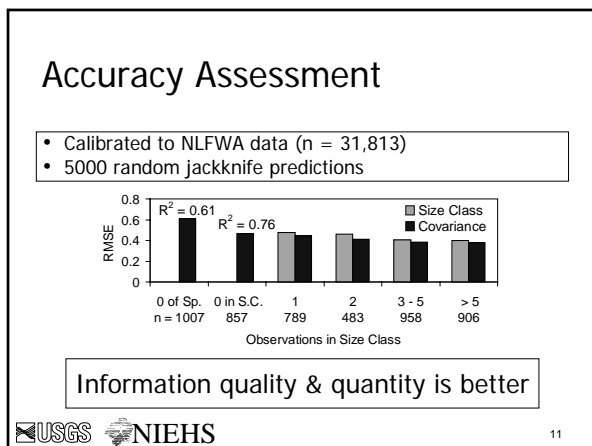 Accuracy Assessment
• Calibrated to NLFWA data (n = 31,813)
• 5000 random jackknife predictions
0.8
0.6
0.4
0.2
0
RMSE
R² = 0.61
R² = 0.76
Size Class
Covariance
0 of Sp. 0 in S.C. 1 2 3 - 5 > 5
n = 1007 857 789 483 958 906
Observations in Size Class
Information quality & quantity is better
USGS NIEHS 11